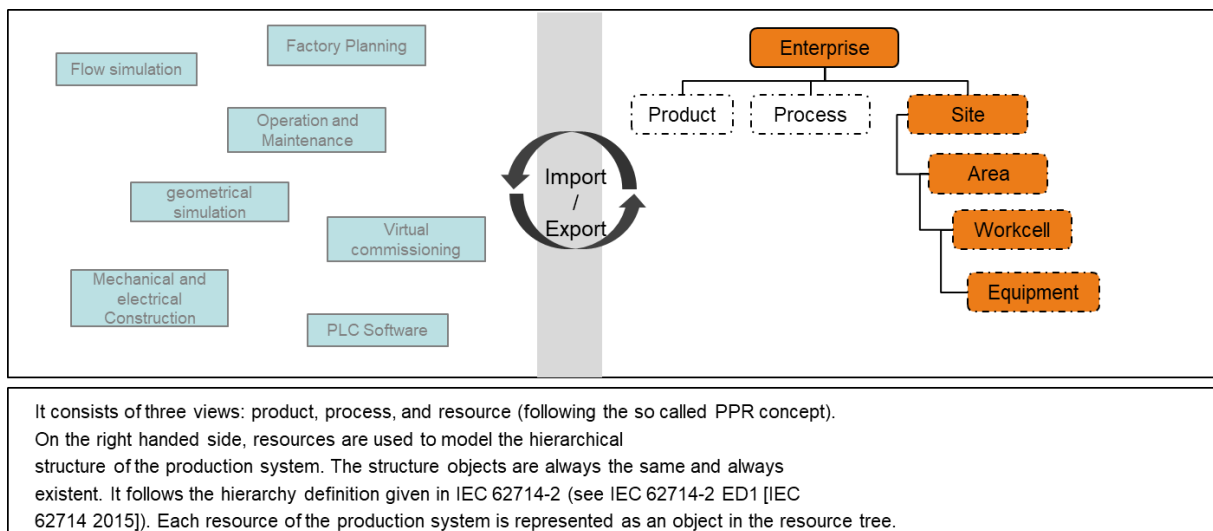 Factory Planning
Flow simulation
Operation and
Maintenance
geometrical
simulation
Virtual
commissioning
Mechanical and
electrical
Construction
PLC Software
Import
/
Export
Enterprise
Product
Process
Site
Area
Workcell
Equipment
It consists of three views: product, process, and resource (following the so called PPR concept).
On the right handed side, resources are used to model the hierarchical
structure of the production system. The structure objects are always the same and always
existent. It follows the hierarchy definition given in IEC 62714-2 (see IEC 62714-2 ED1 [IEC
62714 2015]). Each resource of the production system is represented as an object in the resource tree.